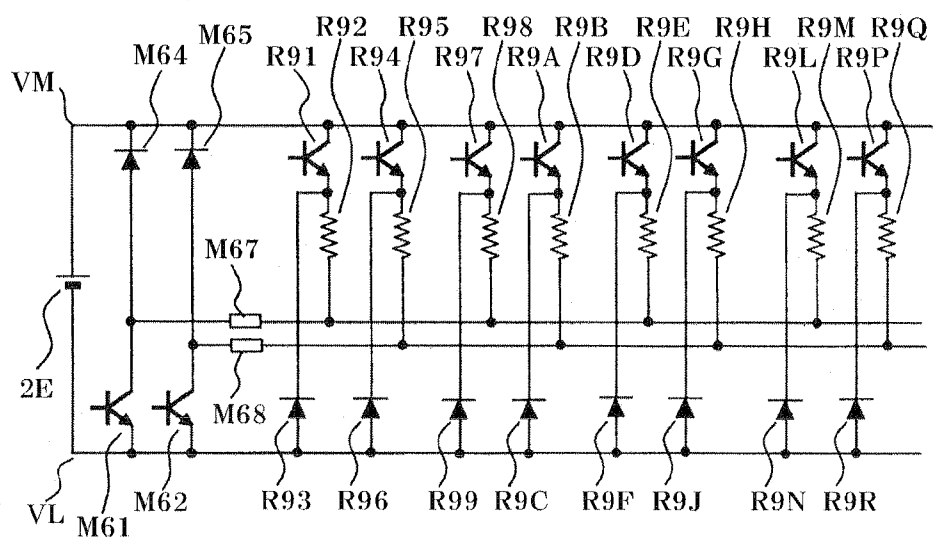 R92 R95 R98 R9B R9E R9H R9M R9Q
M64 M65 R91 R94 R97 R9A R9D R9G R9L R9P
VM
M67
2E
M68
VL M61 M62 R93 R96 R99 R9C R9F R9J R9N R9R